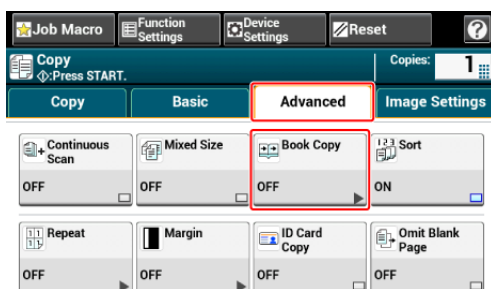 Job Macro
Function
Settings
Device
Settings
Reset
?
Copy
:Press START.
Copies:
1
Copy
Basic
Advanced
Image Settings
Continuous
Scan
OFF
Mixed Size
OFF
Book Copy
OFF
123 Sort
ON
Repeat
OFF
Margin
OFF
ID Card
Copy
OFF
Omit Blank
Page
OFF